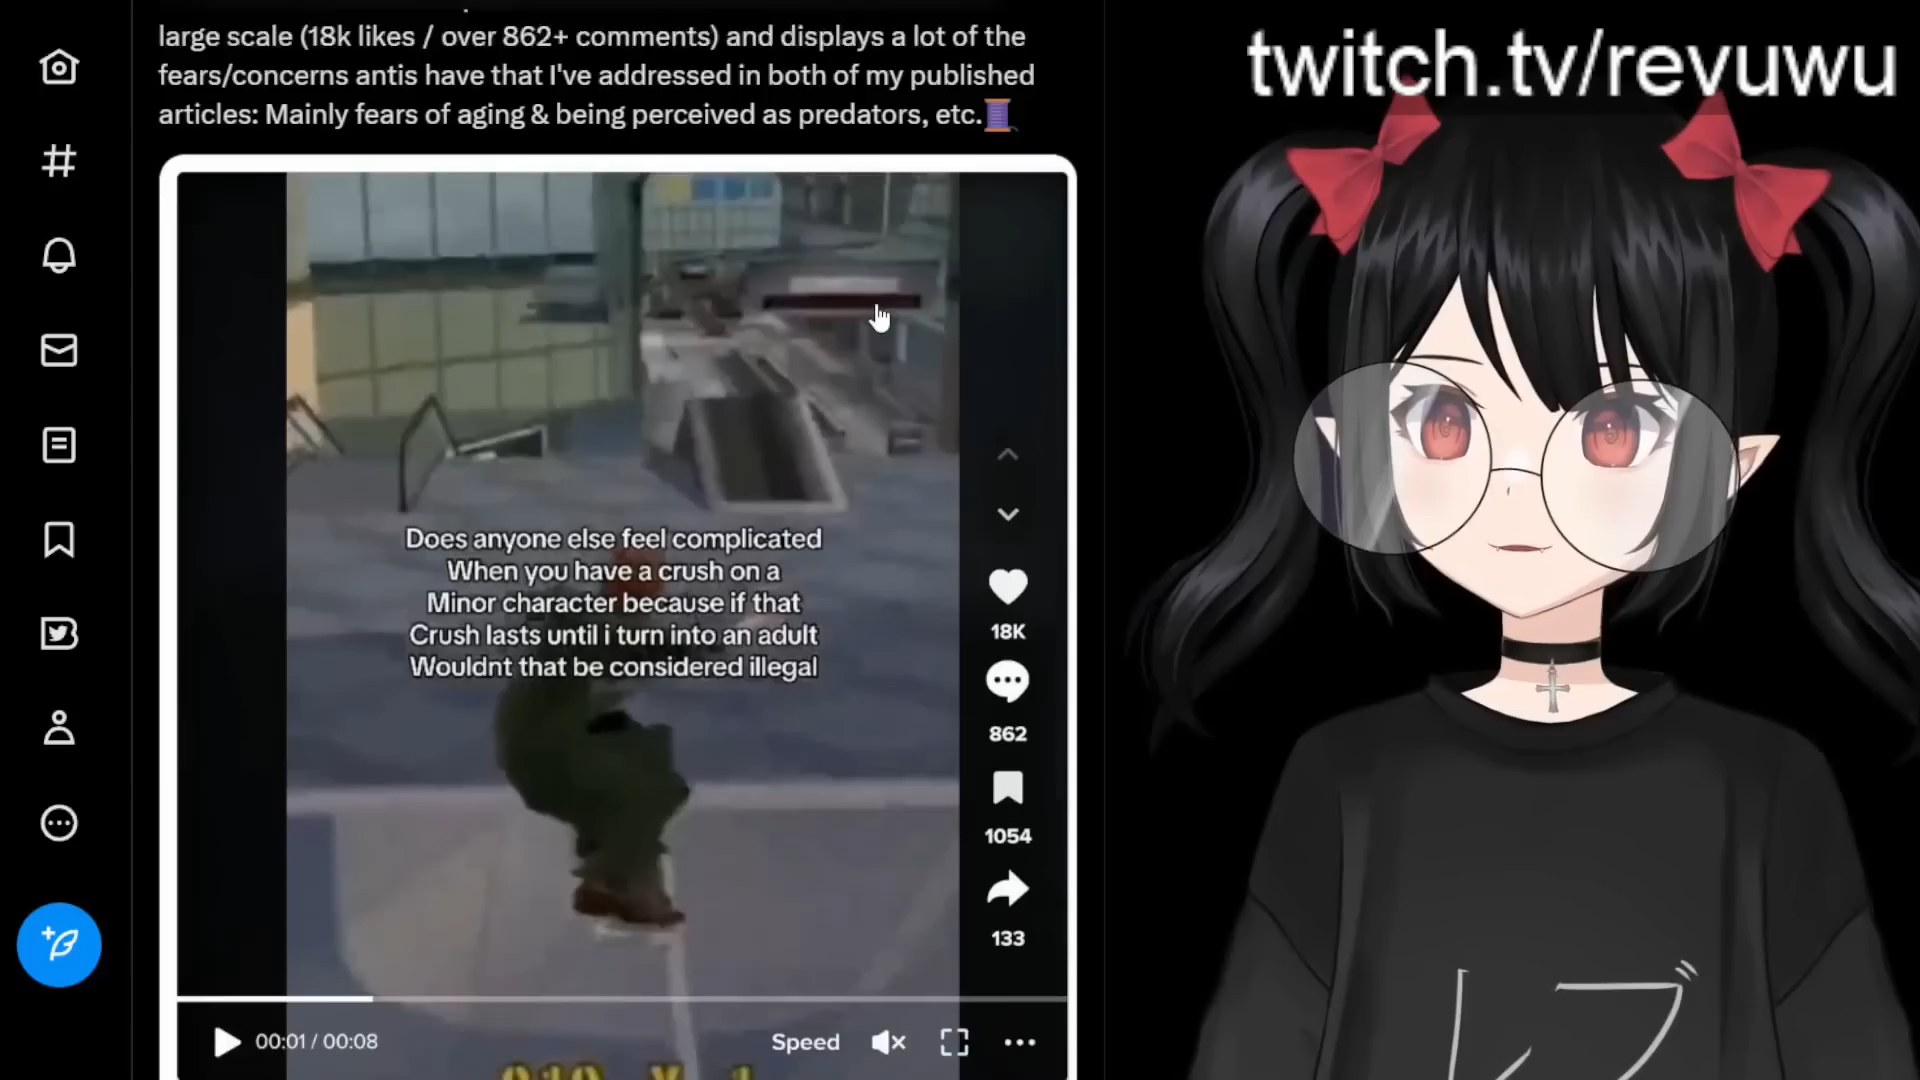 large scale (18k likes / over 862+ comments) and displays a lot of the
fears/concerns antis have that I've addressed in both of my published
articles: Mainly fears of aging & being perceived as predators, etc.
twitch.tv/revuwu
Does anyone else feel complicated
When you have a crush on a
Minor character because if that
Crush lasts until i turn into an adult
Wouldnt that be considered illegal
18K
862
1054
133
00:01 / 00:08
Speed
レブ